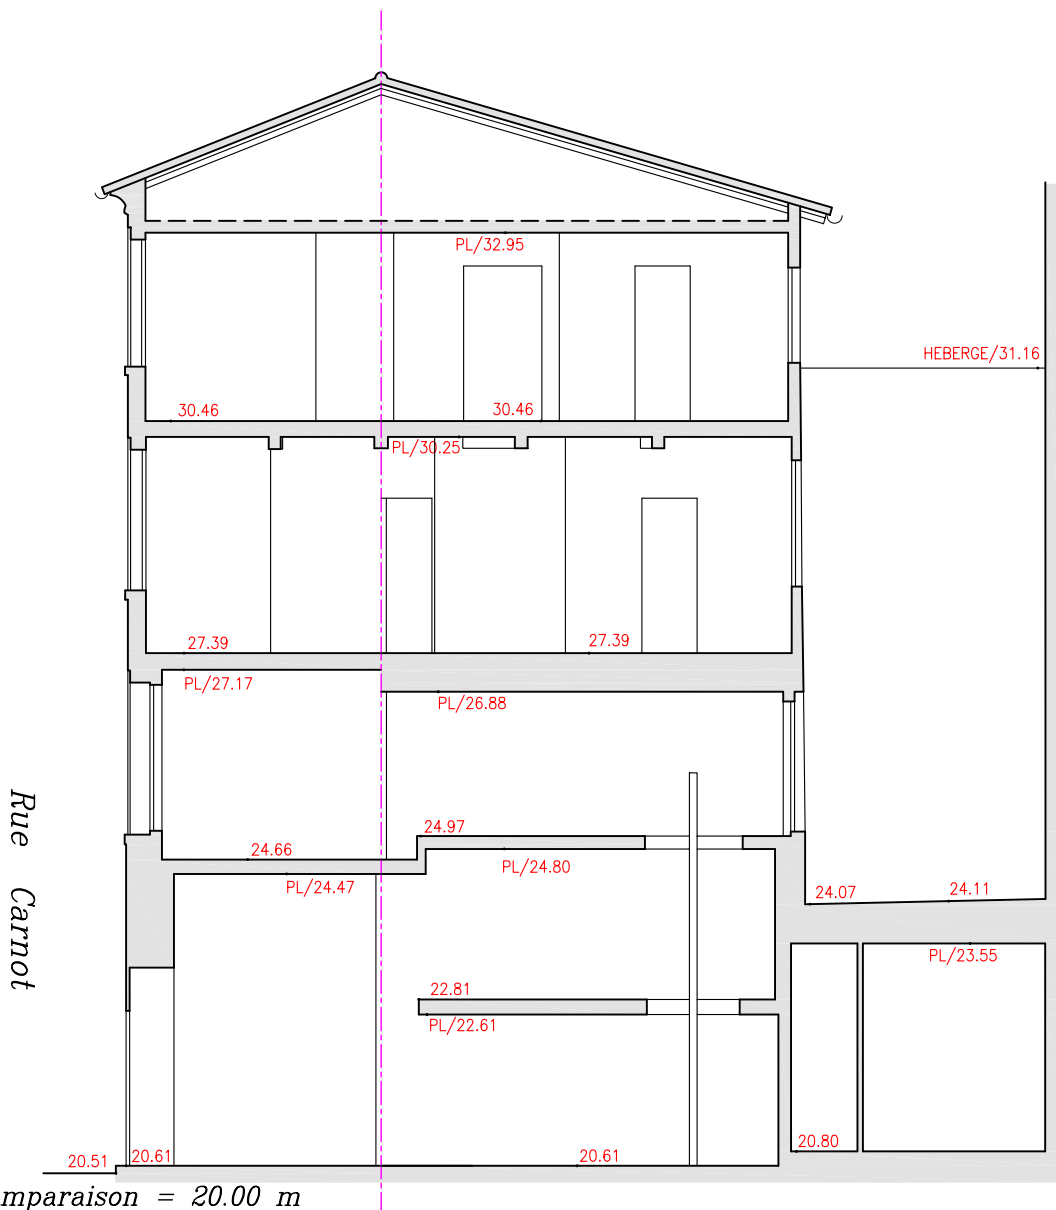 PL/32.95
HEBERGE/31.16
30.46
30.46
PL/30.25
27.39
27.39
PL/27.17
PL/26.88
24.97
24.66
PL/24.80
PL/24.47
24.07
24.11
PL/23.55
22.81
PL/22.61
Rue Carnot
20.80
20.51
20.61
20.61
mparaison = 20.00 m